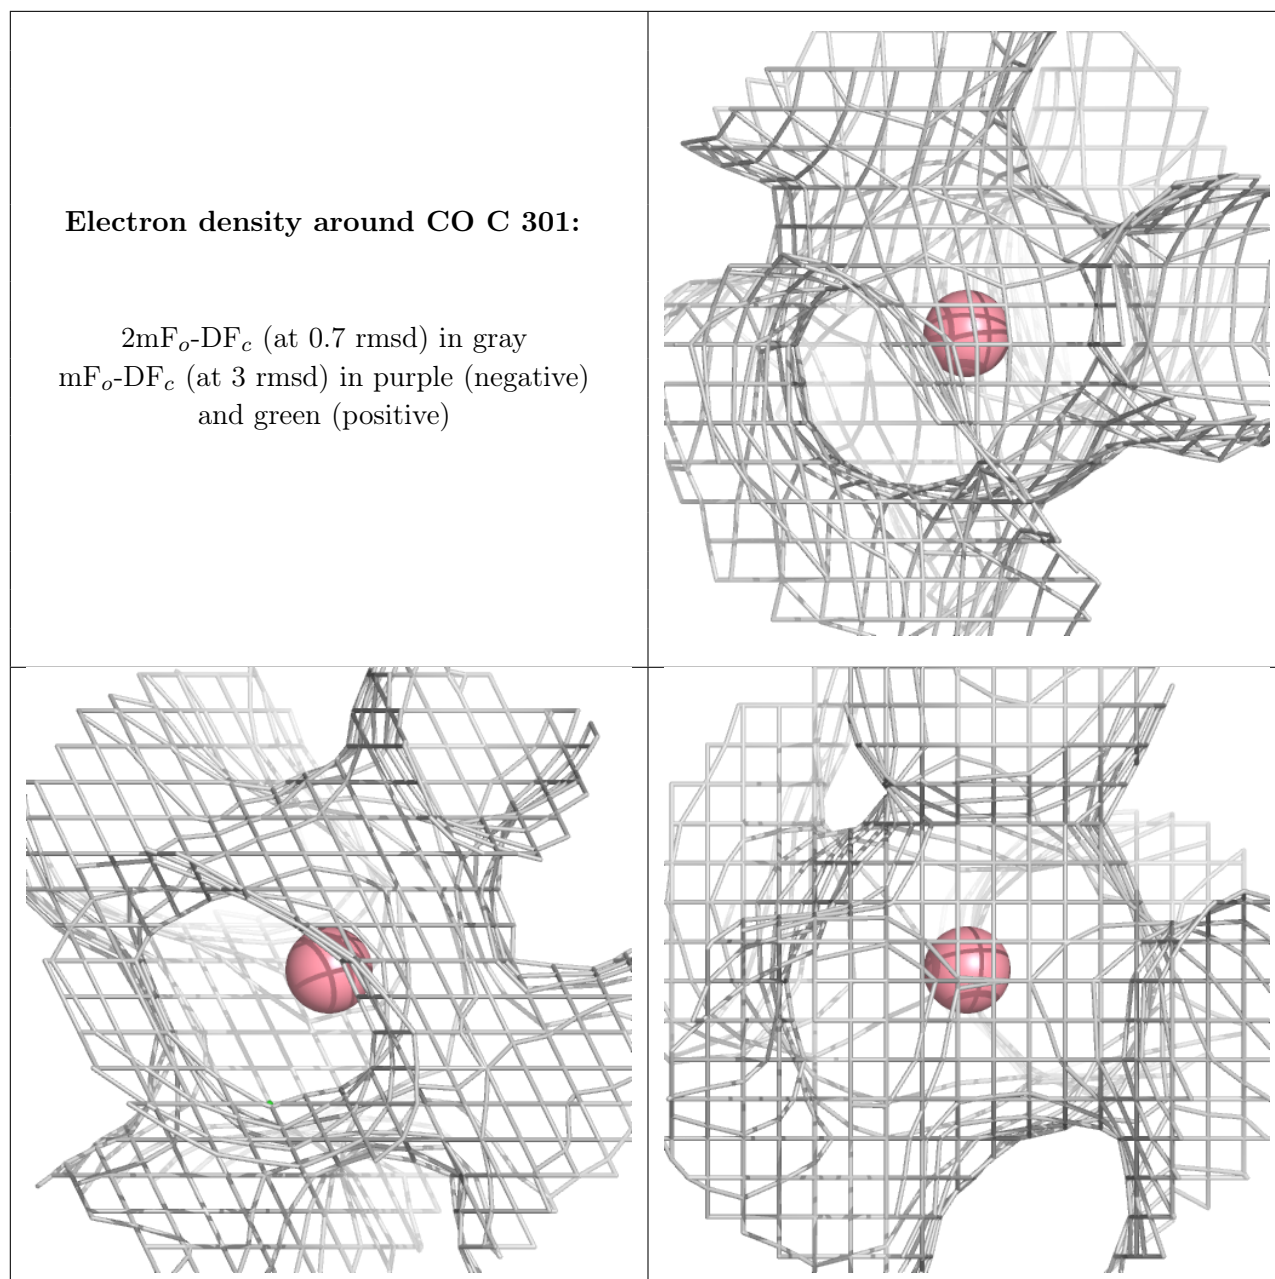 Electron density around CO C 301:
2mFo-DFc (at 0.7 rmsd) in gray
mFo-DFc (at 3 rmsd) in purple (negative)
and green (positive)